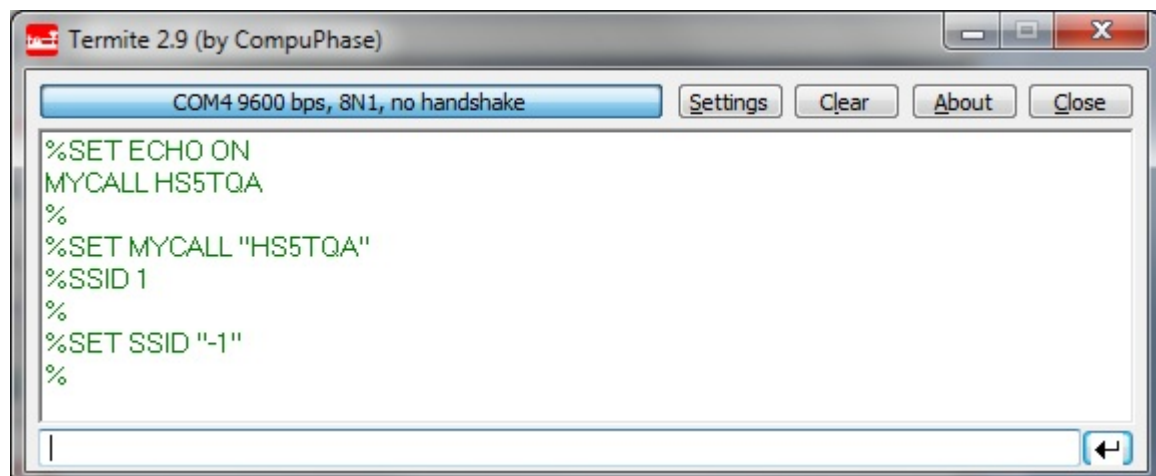 Termite 2.9 (by CompuPhase)
COM4 9600 bps, 8N1, no handshake Settings Clear About Close
%SET ECHO ON
MYCALL HS5TQA
%
%SET MYCALL "HS5TQA"
%SSID 1
%
%SET SSID "-1"
%